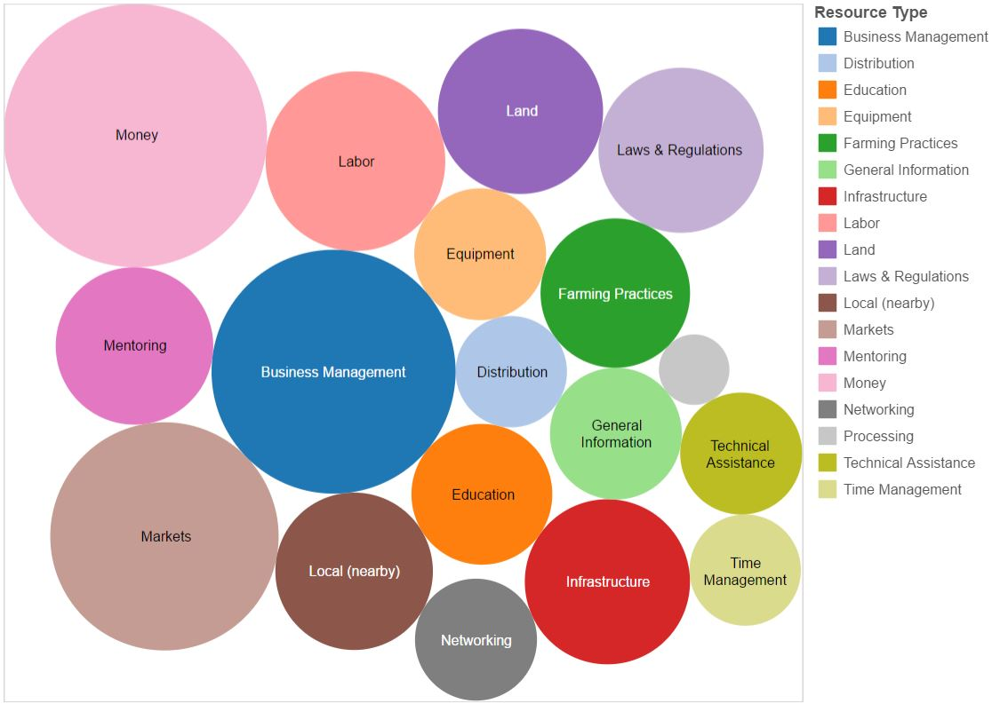 Money
Labor
Land
Laws & Regulations
Equipment
Farming Practices
Mentoring
Business Management
Distribution
General
Information
Technical
Assistance
Education
Markets
Local (nearby)
Infrastructure
Time
Management
Networking
Resource Type
Business Management
Distribution
Education
Equipment
Farming Practices
General Information
Infrastructure
Labor
Land
Laws & Regulations
Local (nearby)
Markets
Mentoring
Money
Networking
Processing
Technical Assistance
Time Management